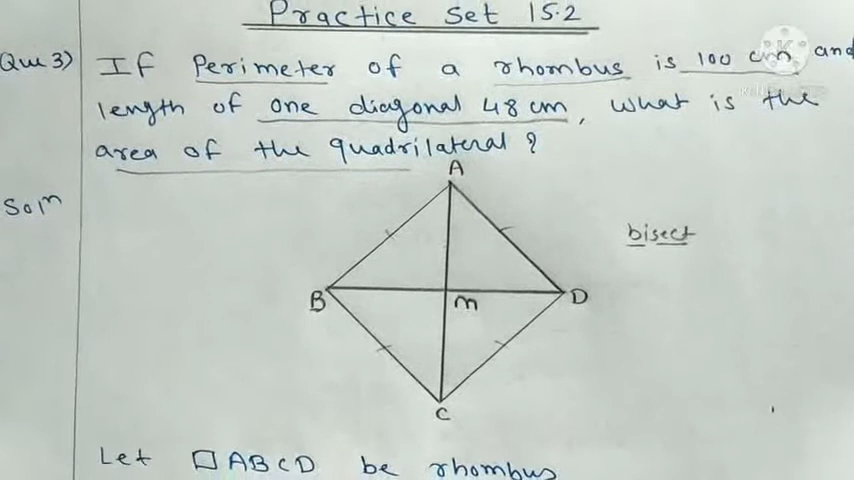 Practice Set 15.2
Que 3) If Perimeter of a rhombus is 100 cm and
length of one diagonal 48 cm, what is the
area of the quadrilateral ?
Soln
A
bisect
B
m
D
C
Let □ABCD be rhombus